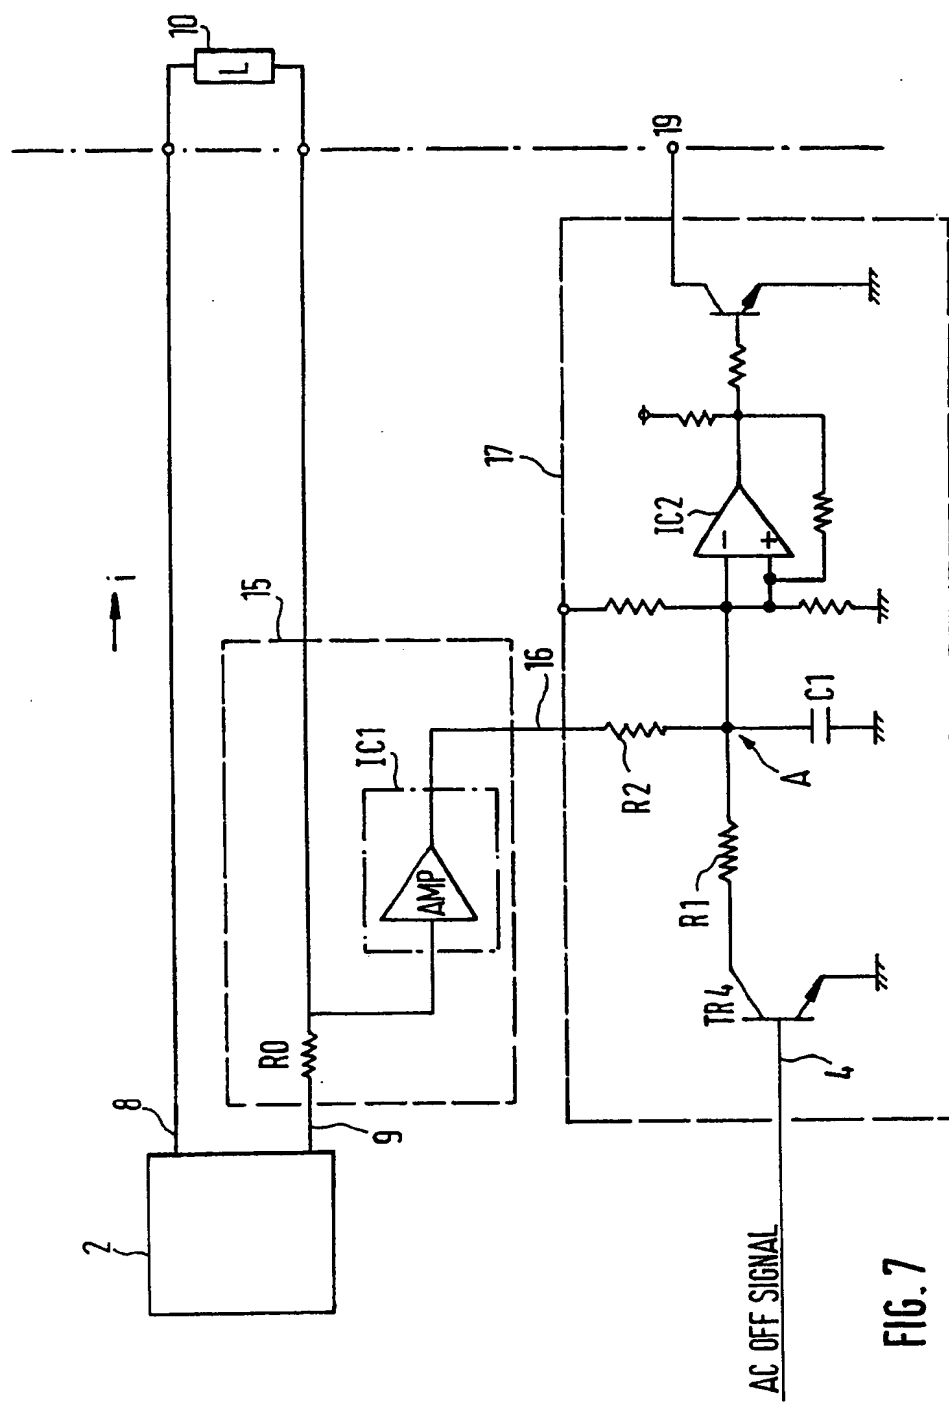 2
8
i
10
L
R0
9
15
IC1
AMP
16
17
19
R2
IC2
−
+
TR4
R1
A
C1
4
AC OFF SIGNAL
FIG. 7